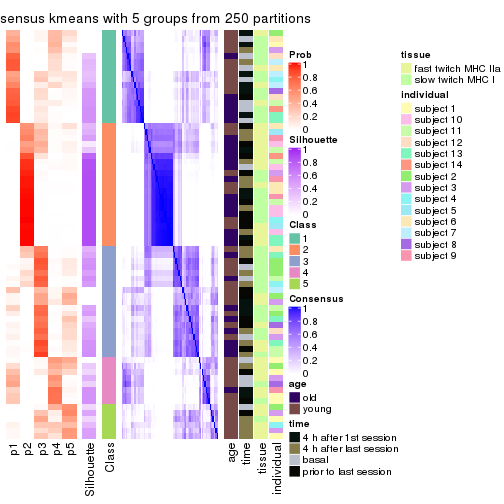 sensus kmeans with 5 groups from 250 partitions
Prob
1
0.8
0.6
0.4
0.2
0
Silhouette
1
0.8
0.6
0.4
0.2
0
Class
1
2
3
4
5
Consensus
1
0.8
0.6
0.4
0.2
0
age
old
young
time
4 h after 1st session
4 h after last session
basal
prior to last session
tissue
fast twitch MHC IIa
slow twitch MHC I
individual
subject 1
subject 10
subject 11
subject 12
subject 13
subject 14
subject 2
subject 3
subject 4
subject 5
subject 6
subject 7
subject 8
subject 9
p1
p2
p3
p4
p5
Silhouette
Class
age
time
tissue
individual